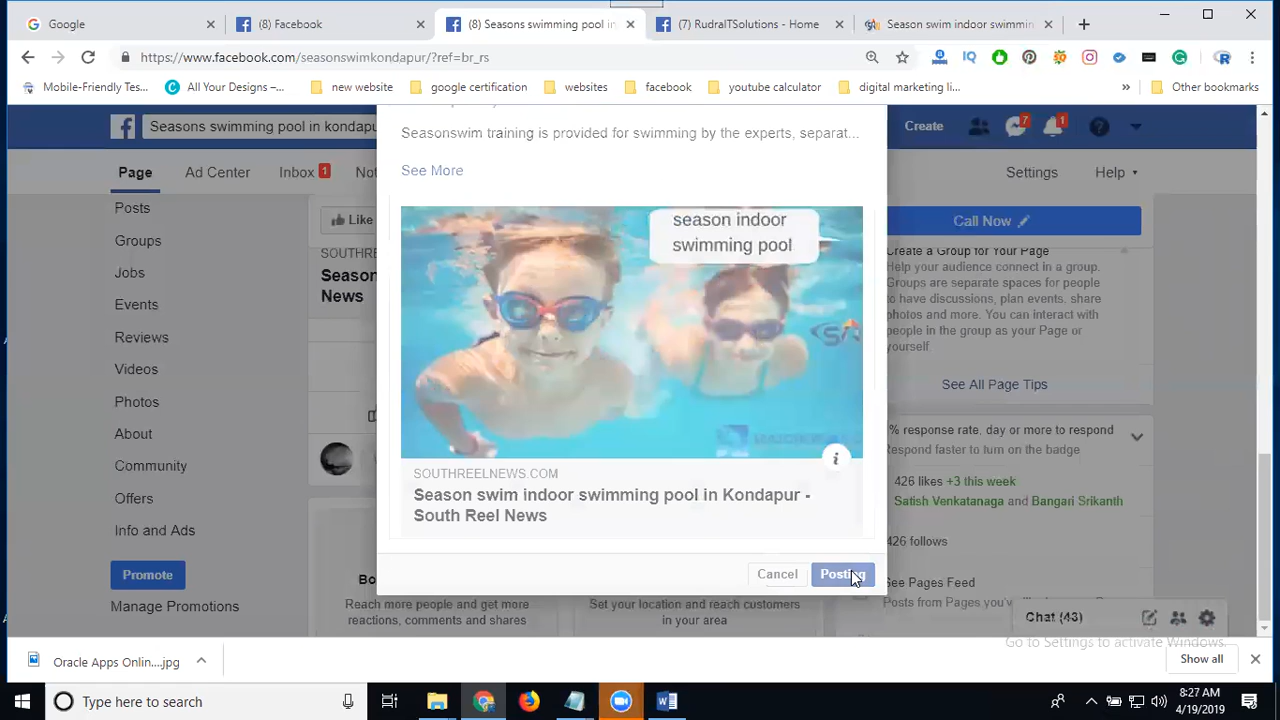 Google
(8) Facebook
(8) Seasons swimming pool in
(7) RudraITSolutions - Home
Season swim indoor swimmin
https://www.facebook.com/seasonswimkondapur/?ref=br_rs
Mobile-Friendly Tes...
All Your Designs –...
new website
google certification
websites
facebook
youtube calculator
digital marketing li...
Other bookmarks
Seasons swimming pool in kondapu
Create
7
1
Page
Ad Center
Inbox 1
Settings
Help
Seasonswim training is provided for swimming by the experts, separat...
See More
Posts
Groups
Jobs
Events
Reviews
Videos
Photos
About
Community
Offers
Info and Ads
Promote
Manage Promotions
Like
Call Now
Season
News
season indoor
swimming pool
SOUTHREELNEWS.COM
Season swim indoor swimming pool in Kondapur -
South Reel News
Cancel
Posting
Reach more people and get more
reactions, comments and shares
Set your location and reach customers
in your area
Create a Group for Your Page
Help your audience connect in a group.
Groups are separate spaces for people
to have discussions, plan events, share
photos and more. You can interact with
people in the group as your Page or
yourself.
See All Page Tips
% response rate, day or more to respond
Respond faster to turn on the badge
426 likes +3 this week
Satish Venkatanaga and Bangari Srikanth
426 follows
See Pages Feed
Posts from Pages you'v
Chat (43)
Go to Settings to activate Windows.
Oracle Apps Onlin....jpg
Show all
Type here to search
8:27 AM
4/19/2019